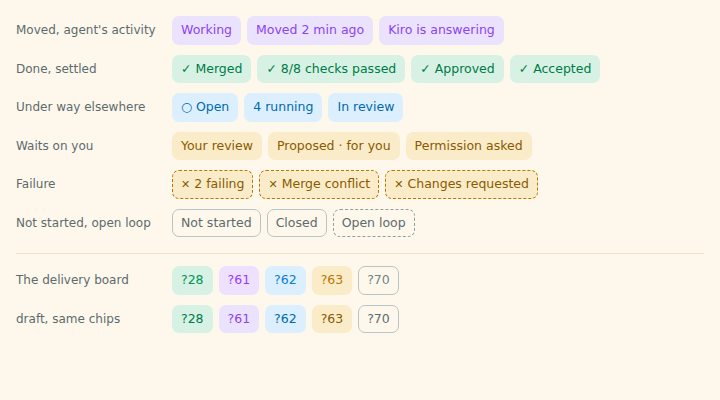 Moved, agent's activity Working Moved 2 min ago Kiro is answering
Done, settled ✓ Merged ✓ 8/8 checks passed ✓ Approved ✓ Accepted
Under way elsewhere ○ Open 4 running In review
Waits on you Your review Proposed · for you Permission asked
Failure × 2 failing × Merge conflict × Changes requested
Not started, open loop Not started Closed Open loop
The delivery board ?28 ?61 ?62 ?63 ?70
draft, same chips ?28 ?61 ?62 ?63 ?70